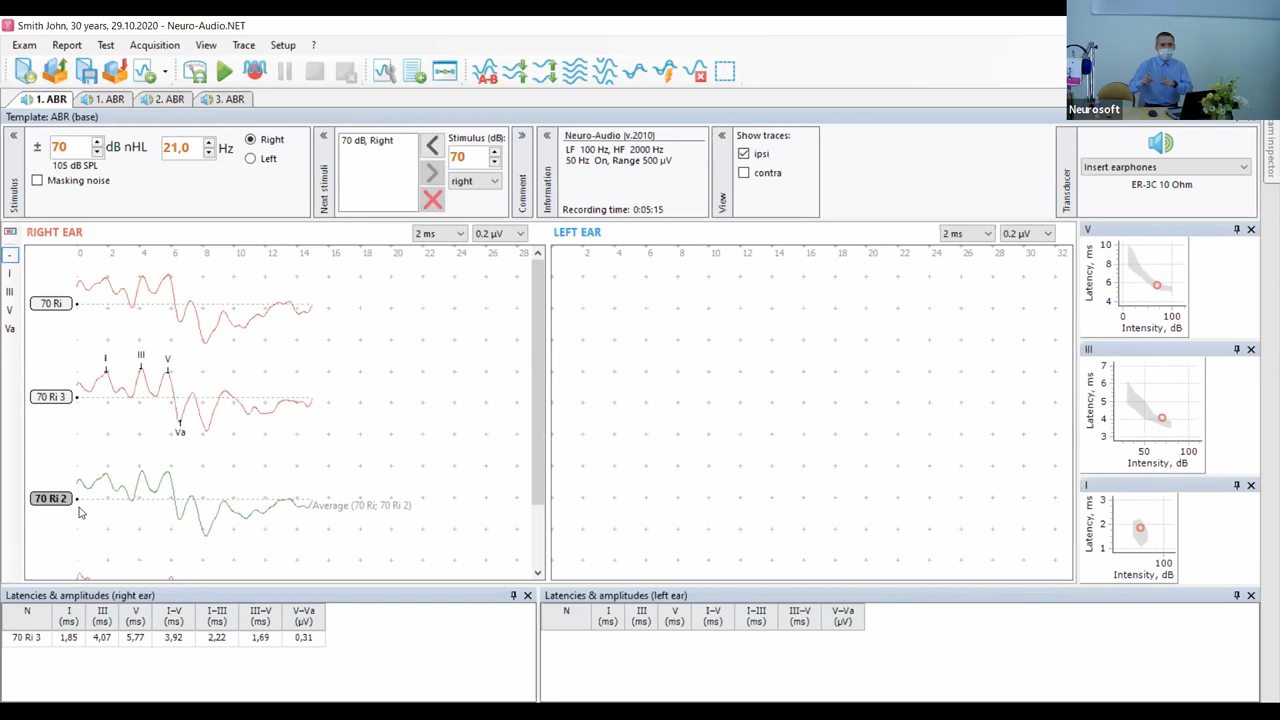 Smith John, 30 years, 29.10.2020 - Neuro-Audio.NET
Exam Report Test Acquisition View Trace Setup ?
A-B
Neurosoft
1. ABR 1. ABR 2. ABR 3. ABR
Template: ABR (base)
Stimulus
± 70 dB nHL 21,0 Hz
105 dB SPL
Masking noise
Right
Left
Next stimuli
70 dB, Right
Stimulus (dB):
70
right
Comment
Information
Neuro-Audio (v.2010)
LF 100 Hz, HF 2000 Hz
50 Hz On, Range 500 µV
Recording time: 0:05:15
View
Show traces:
ipsi
contra
Transducer
Insert earphones
ER-3C 10 Ohm
Exam inspector
RIGHT EAR 2 ms 0.2 µV
0 2 4 6 8 10 12 14 16 18 20 22 24 26 28
-
I
III
V
Va
70 Ri
I III V
70 Ri 3
Va
70 Ri 2
Average (70 Ri; 70 Ri 2)
LEFT EAR 2 ms 0.2 µV
2 4 6 8 10 12 14 16 18 20 22 24 26 28 30 32
V
Latency, ms
10
8
6
4
0 100
Intensity, dB
III
Latency, ms
7
6
5
4
3
50 100
Intensity, dB
I
Latency, ms
3
2
1
100
Intensity, dB
Latencies & amplitudes (right ear)
N I (ms) III (ms) V (ms) I–V (ms) I–III (ms) III–V (ms) V–Va (µV)
70 Ri 3 1,85 4,07 5,77 3,92 2,22 1,69 0,31
Latencies & amplitudes (left ear)
N I (ms) III (ms) V (ms) I–V (ms) I–III (ms) III–V (ms) V–Va (µV)